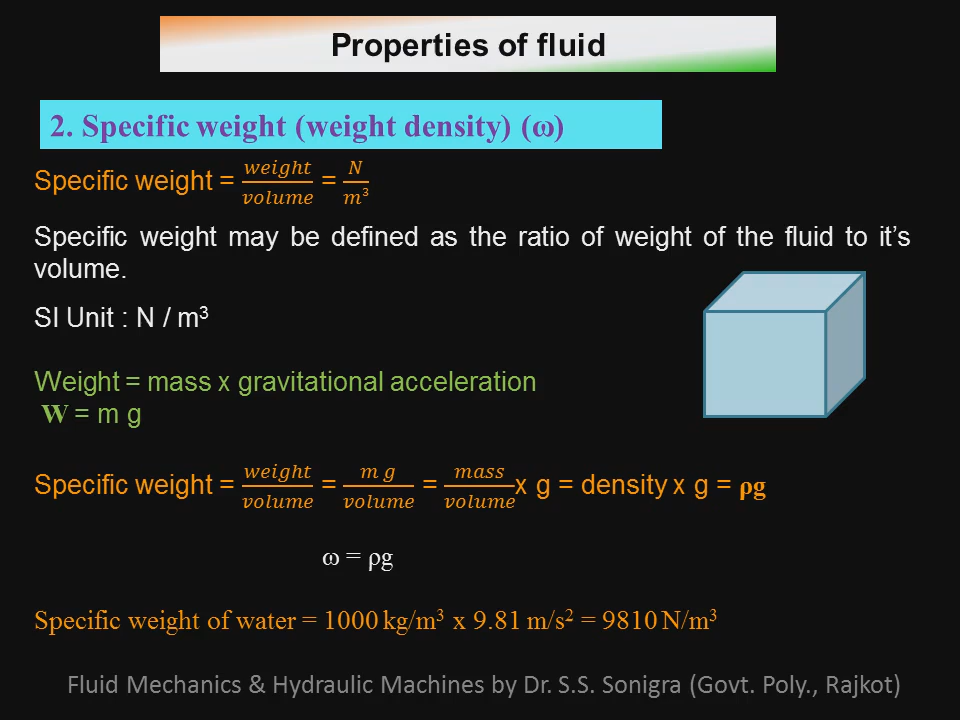 Properties of fluid
2. Specific weight (weight density) (ω)
Specific weight = weight/volume = N/m³
Specific weight may be defined as the ratio of weight of the fluid to it's
volume.
SI Unit : N / m³
Weight = mass x gravitational acceleration
W = m g
Specific weight = weight/volume = m g/volume = mass/volume x g = density x g = ρg
ω = ρg
Specific weight of water = 1000 kg/m³ x 9.81 m/s² = 9810 N/m³
Fluid Mechanics & Hydraulic Machines by Dr. S.S. Sonigra (Govt. Poly., Rajkot)